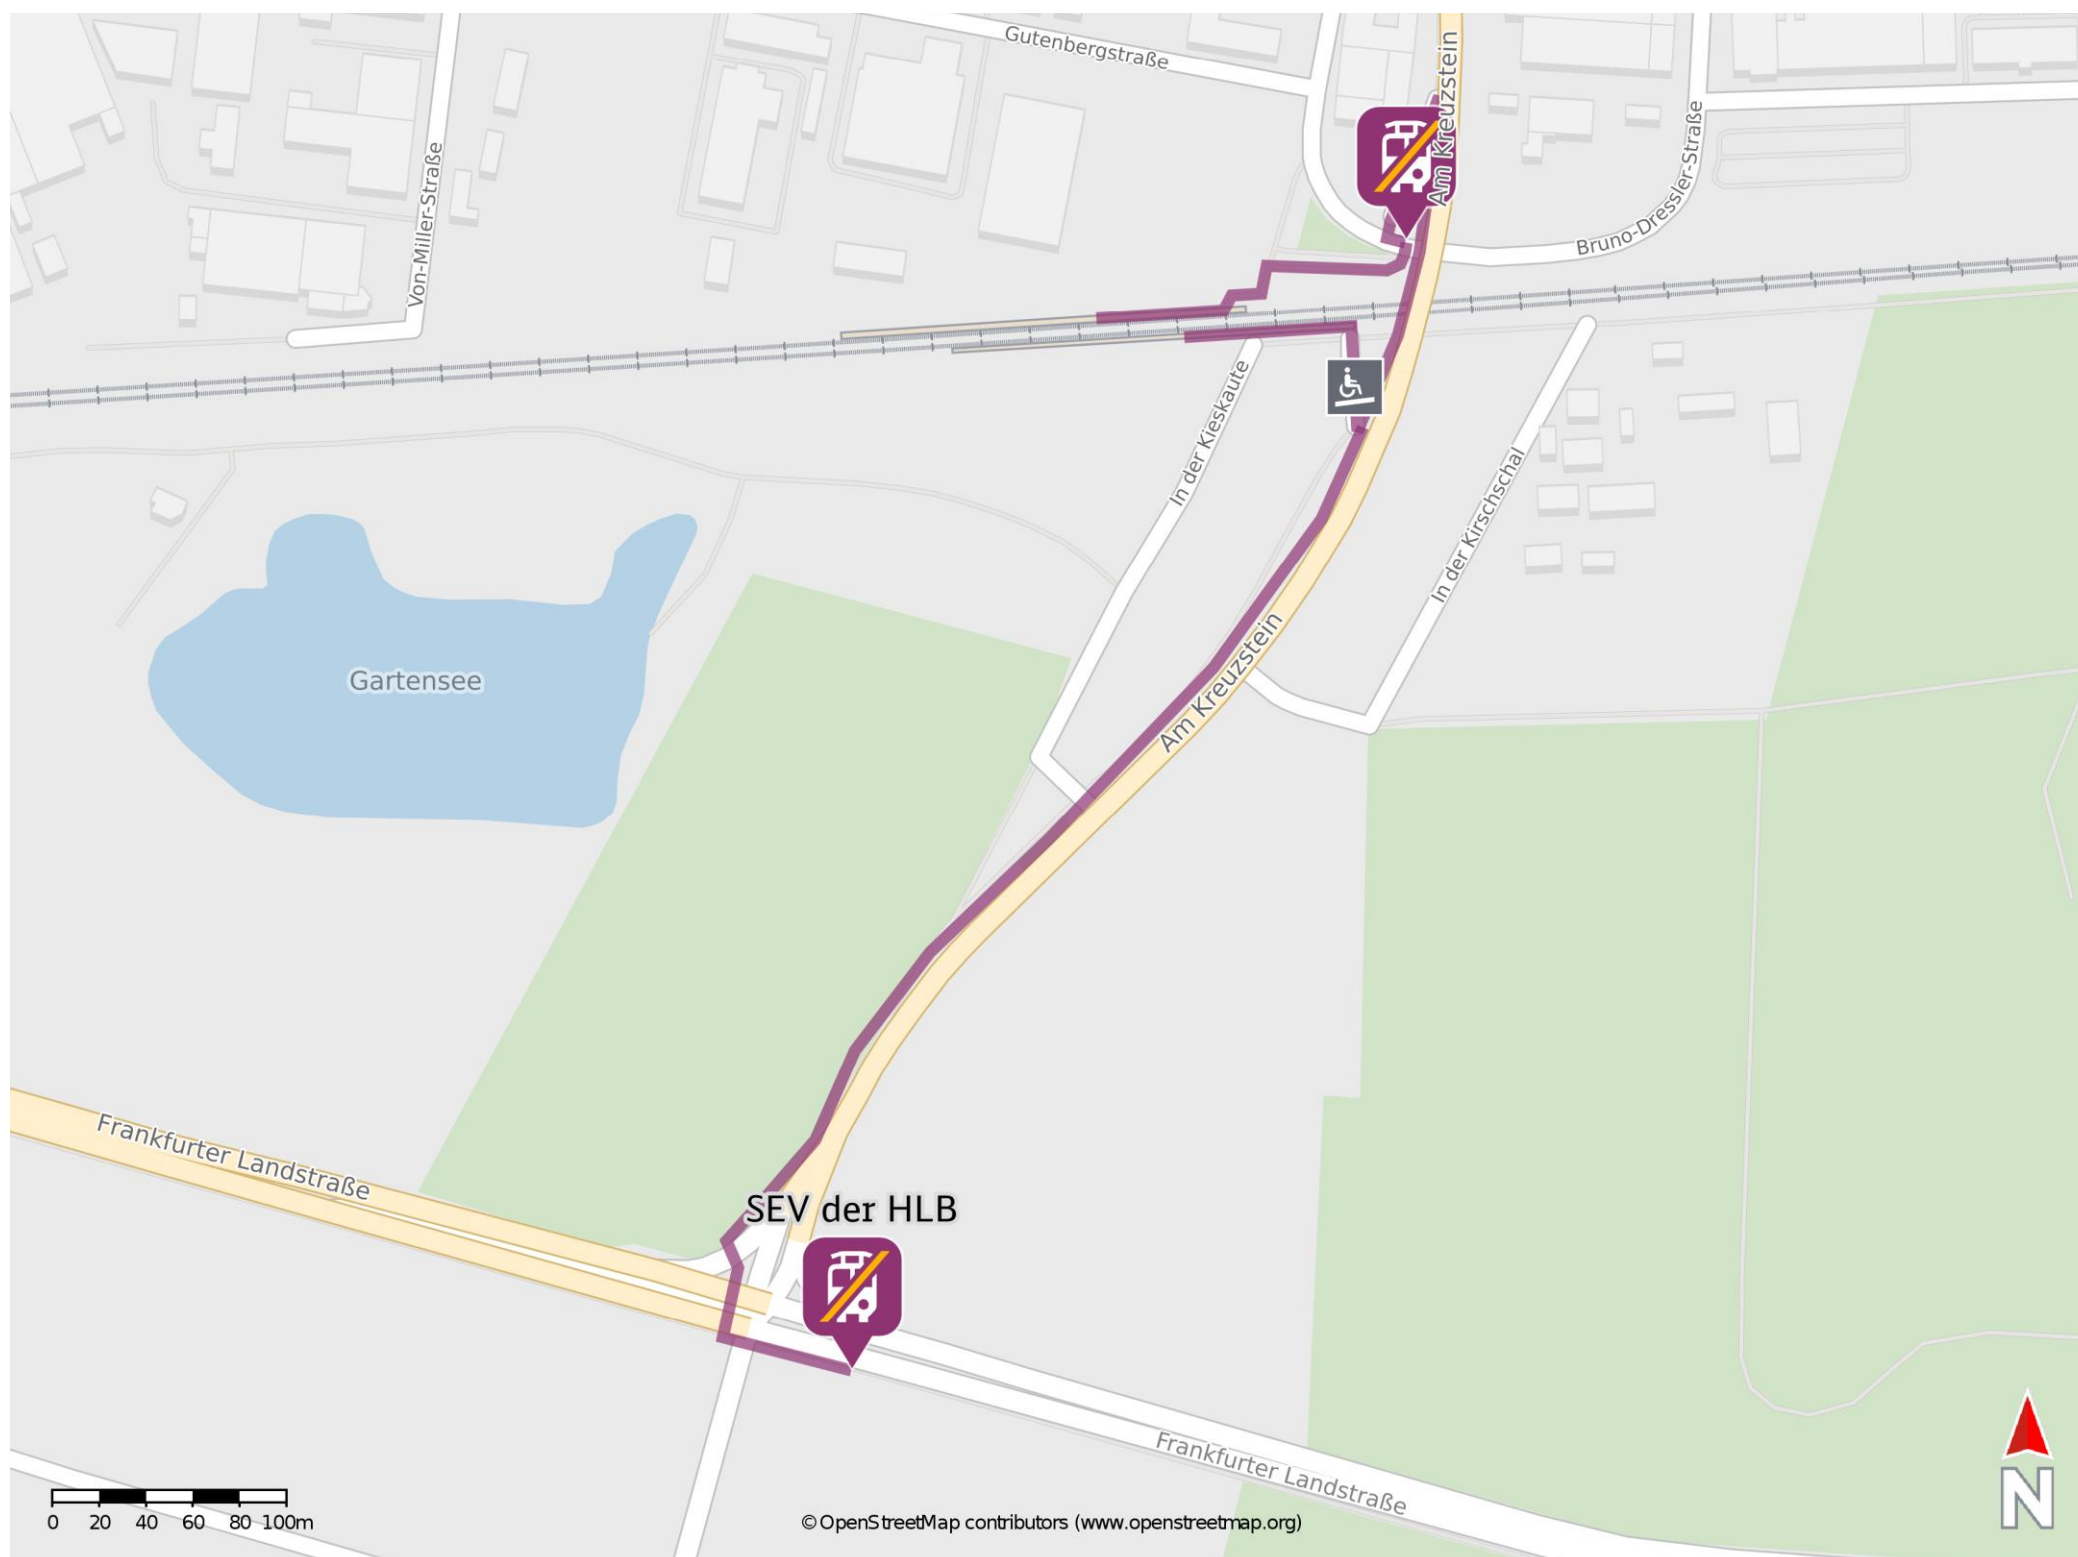 Gutenbergstraße
Am Kreuzstein
Von-Miller-Straße
Bruno-Dressler-Straße
In der Kieskaute
In der Kirschschal
Am Kreuzstein
Gartensee
Frankfurter Landstraße
SEV der HLB
Frankfurter Landstraße
N
0 20 40 60 80 100m
© OpenStreetMap contributors (www.openstreetmap.org)